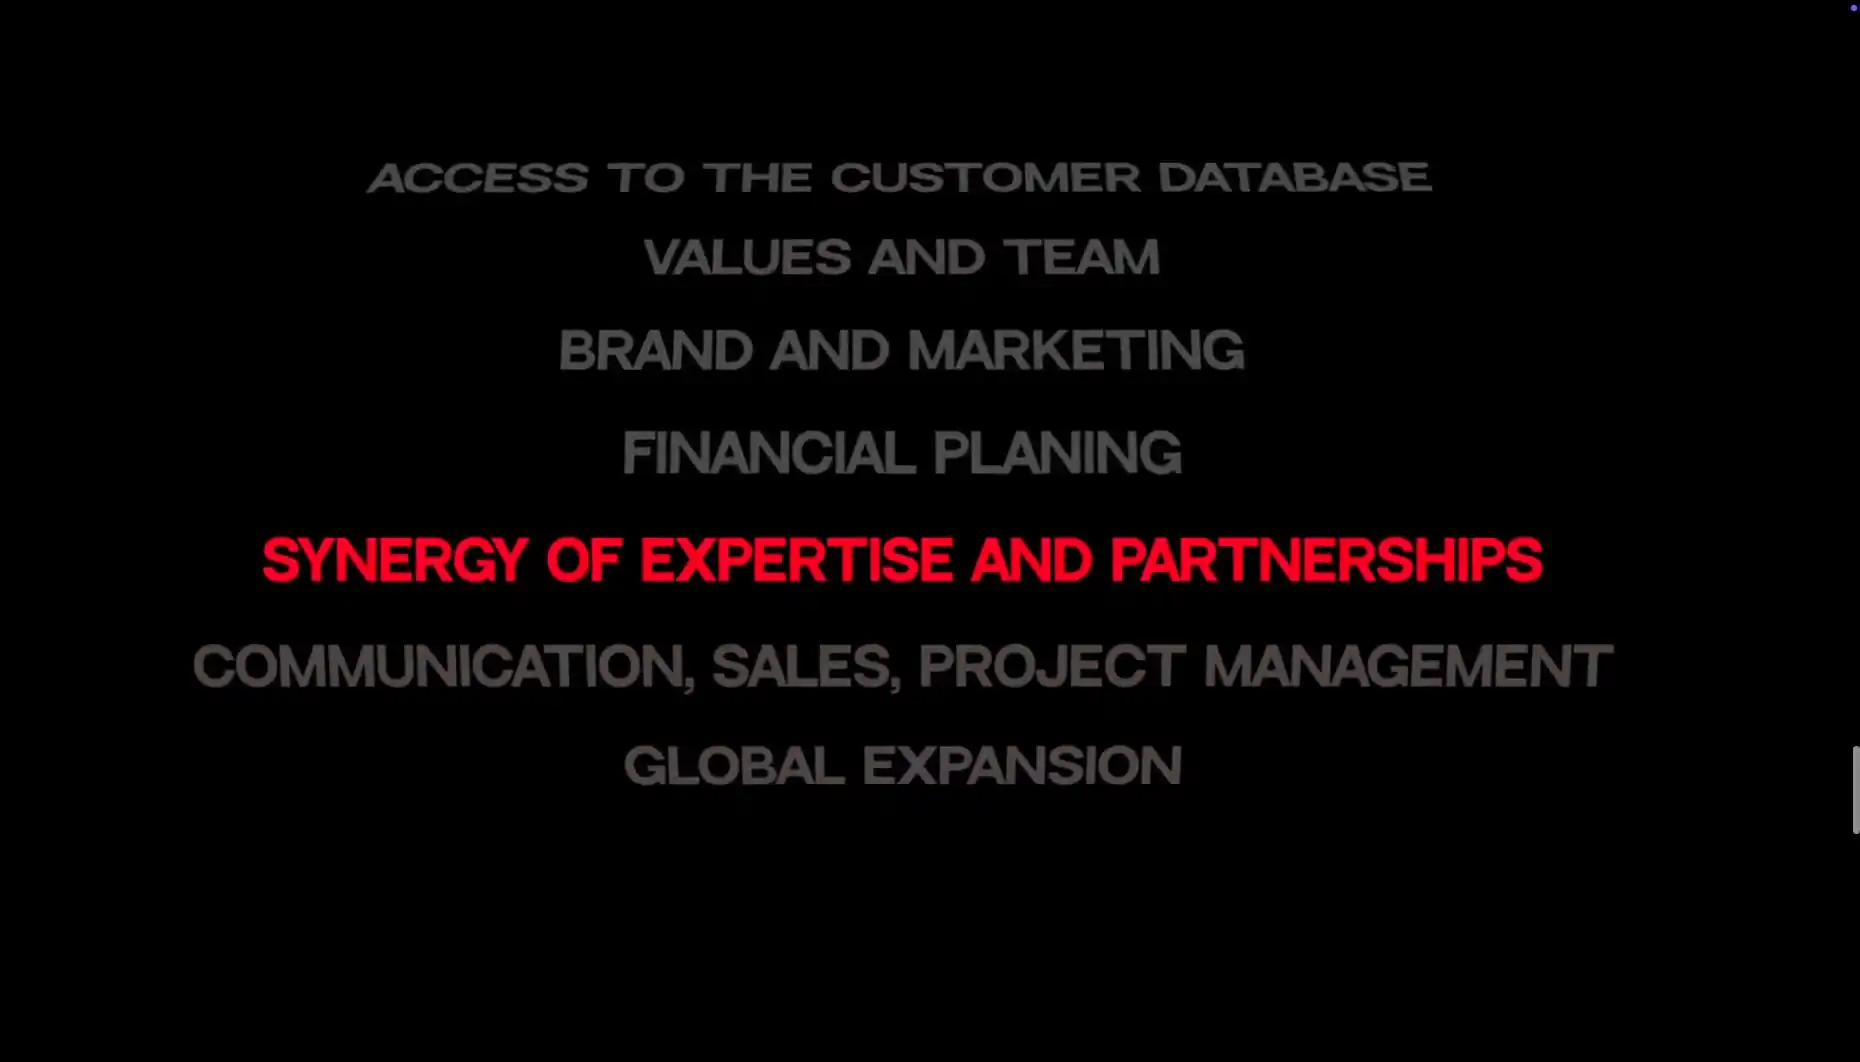 ACCESS TO THE CUSTOMER DATABASE
VALUES AND TEAM
BRAND AND MARKETING
FINANCIAL PLANING
SYNERGY OF EXPERTISE AND PARTNERSHIPS
COMMUNICATION, SALES, PROJECT MANAGEMENT
GLOBAL EXPANSION